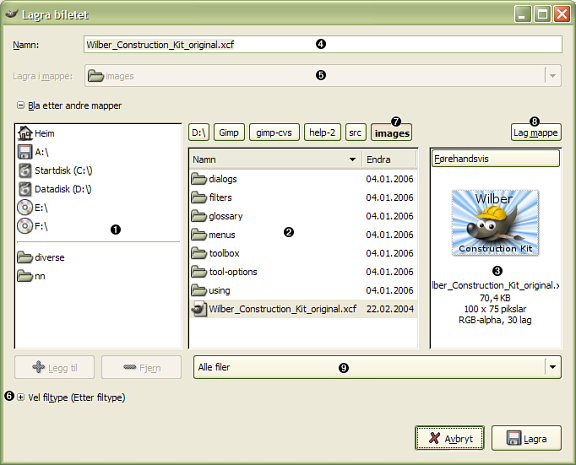 Lagra biletet
Namn: Wilber_Construction_Kit_original.xcf ❹
Lagra i mappe: images ❺
Bla etter andre mapper
❼ ❽
D:\ Gimp gimp-cvs help-2 src images Lag mappe
Heim
A:\
Startdisk (C:\)
Datadisk (D:\)
E:\
F:\
❶
diverse
nn
Namn Endra
dialogs 04.01.2006
filters 04.01.2006
glossary 04.01.2006
menus ❷ 04.01.2006
toolbox 04.01.2006
tool-options 04.01.2006
using 04.01.2006
Wilber_Construction_Kit_original.xcf 22.02.2004
Førehandsvis
Wilber
Construction Kit
❸
lber_Construction_Kit_original.x
70,4 KB
100 x 75 pikslar
RGB-alpha, 30 lag
Legg til Fjern Alle filer ❾
❻ Vel filtype (Etter filtype)
Avbryt Lagra